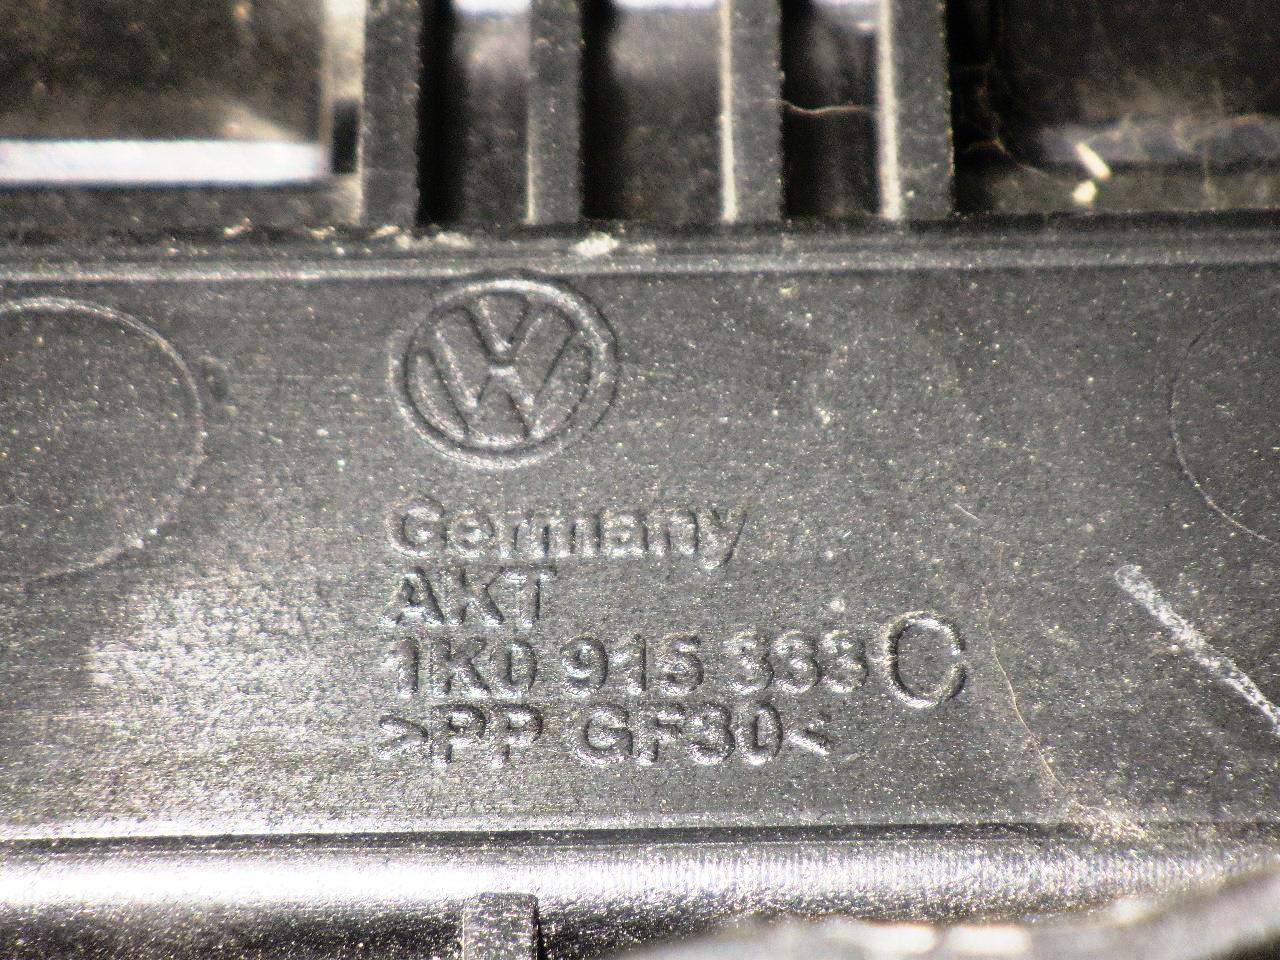 Germany
AKT
1K0 915 333 C
>PP GF30<